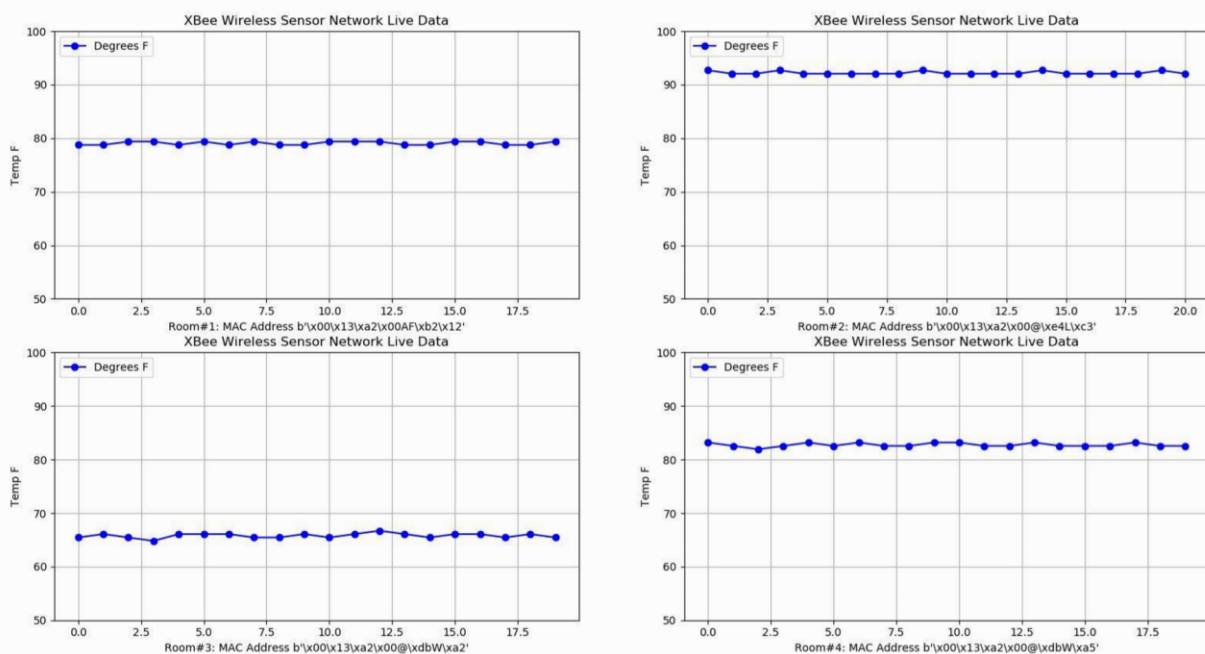 XBee Wireless Sensor Network Live Data
Degrees F
100
90
80
70
60
50
Temp F
0.0 2.5 5.0 7.5 10.0 12.5 15.0 17.5
Room#1: MAC Address b'\x00\x13\xa2\x00AF\xb2\x12'
XBee Wireless Sensor Network Live Data
Degrees F
100
90
80
70
60
50
Temp F
0.0 2.5 5.0 7.5 10.0 12.5 15.0 17.5 20.0
Room#2: MAC Address b'\x00\x13\xa2\x00@\xe4L\xc3'
XBee Wireless Sensor Network Live Data
Degrees F
100
90
80
70
60
50
Temp F
0.0 2.5 5.0 7.5 10.0 12.5 15.0 17.5
Room#3: MAC Address b'\x00\x13\xa2\x00@\xdbW\xa2'
XBee Wireless Sensor Network Live Data
Degrees F
100
90
80
70
60
50
Temp F
0.0 2.5 5.0 7.5 10.0 12.5 15.0 17.5
Room#4: MAC Address b'\x00\x13\xa2\x00@\xdbW\xa5'